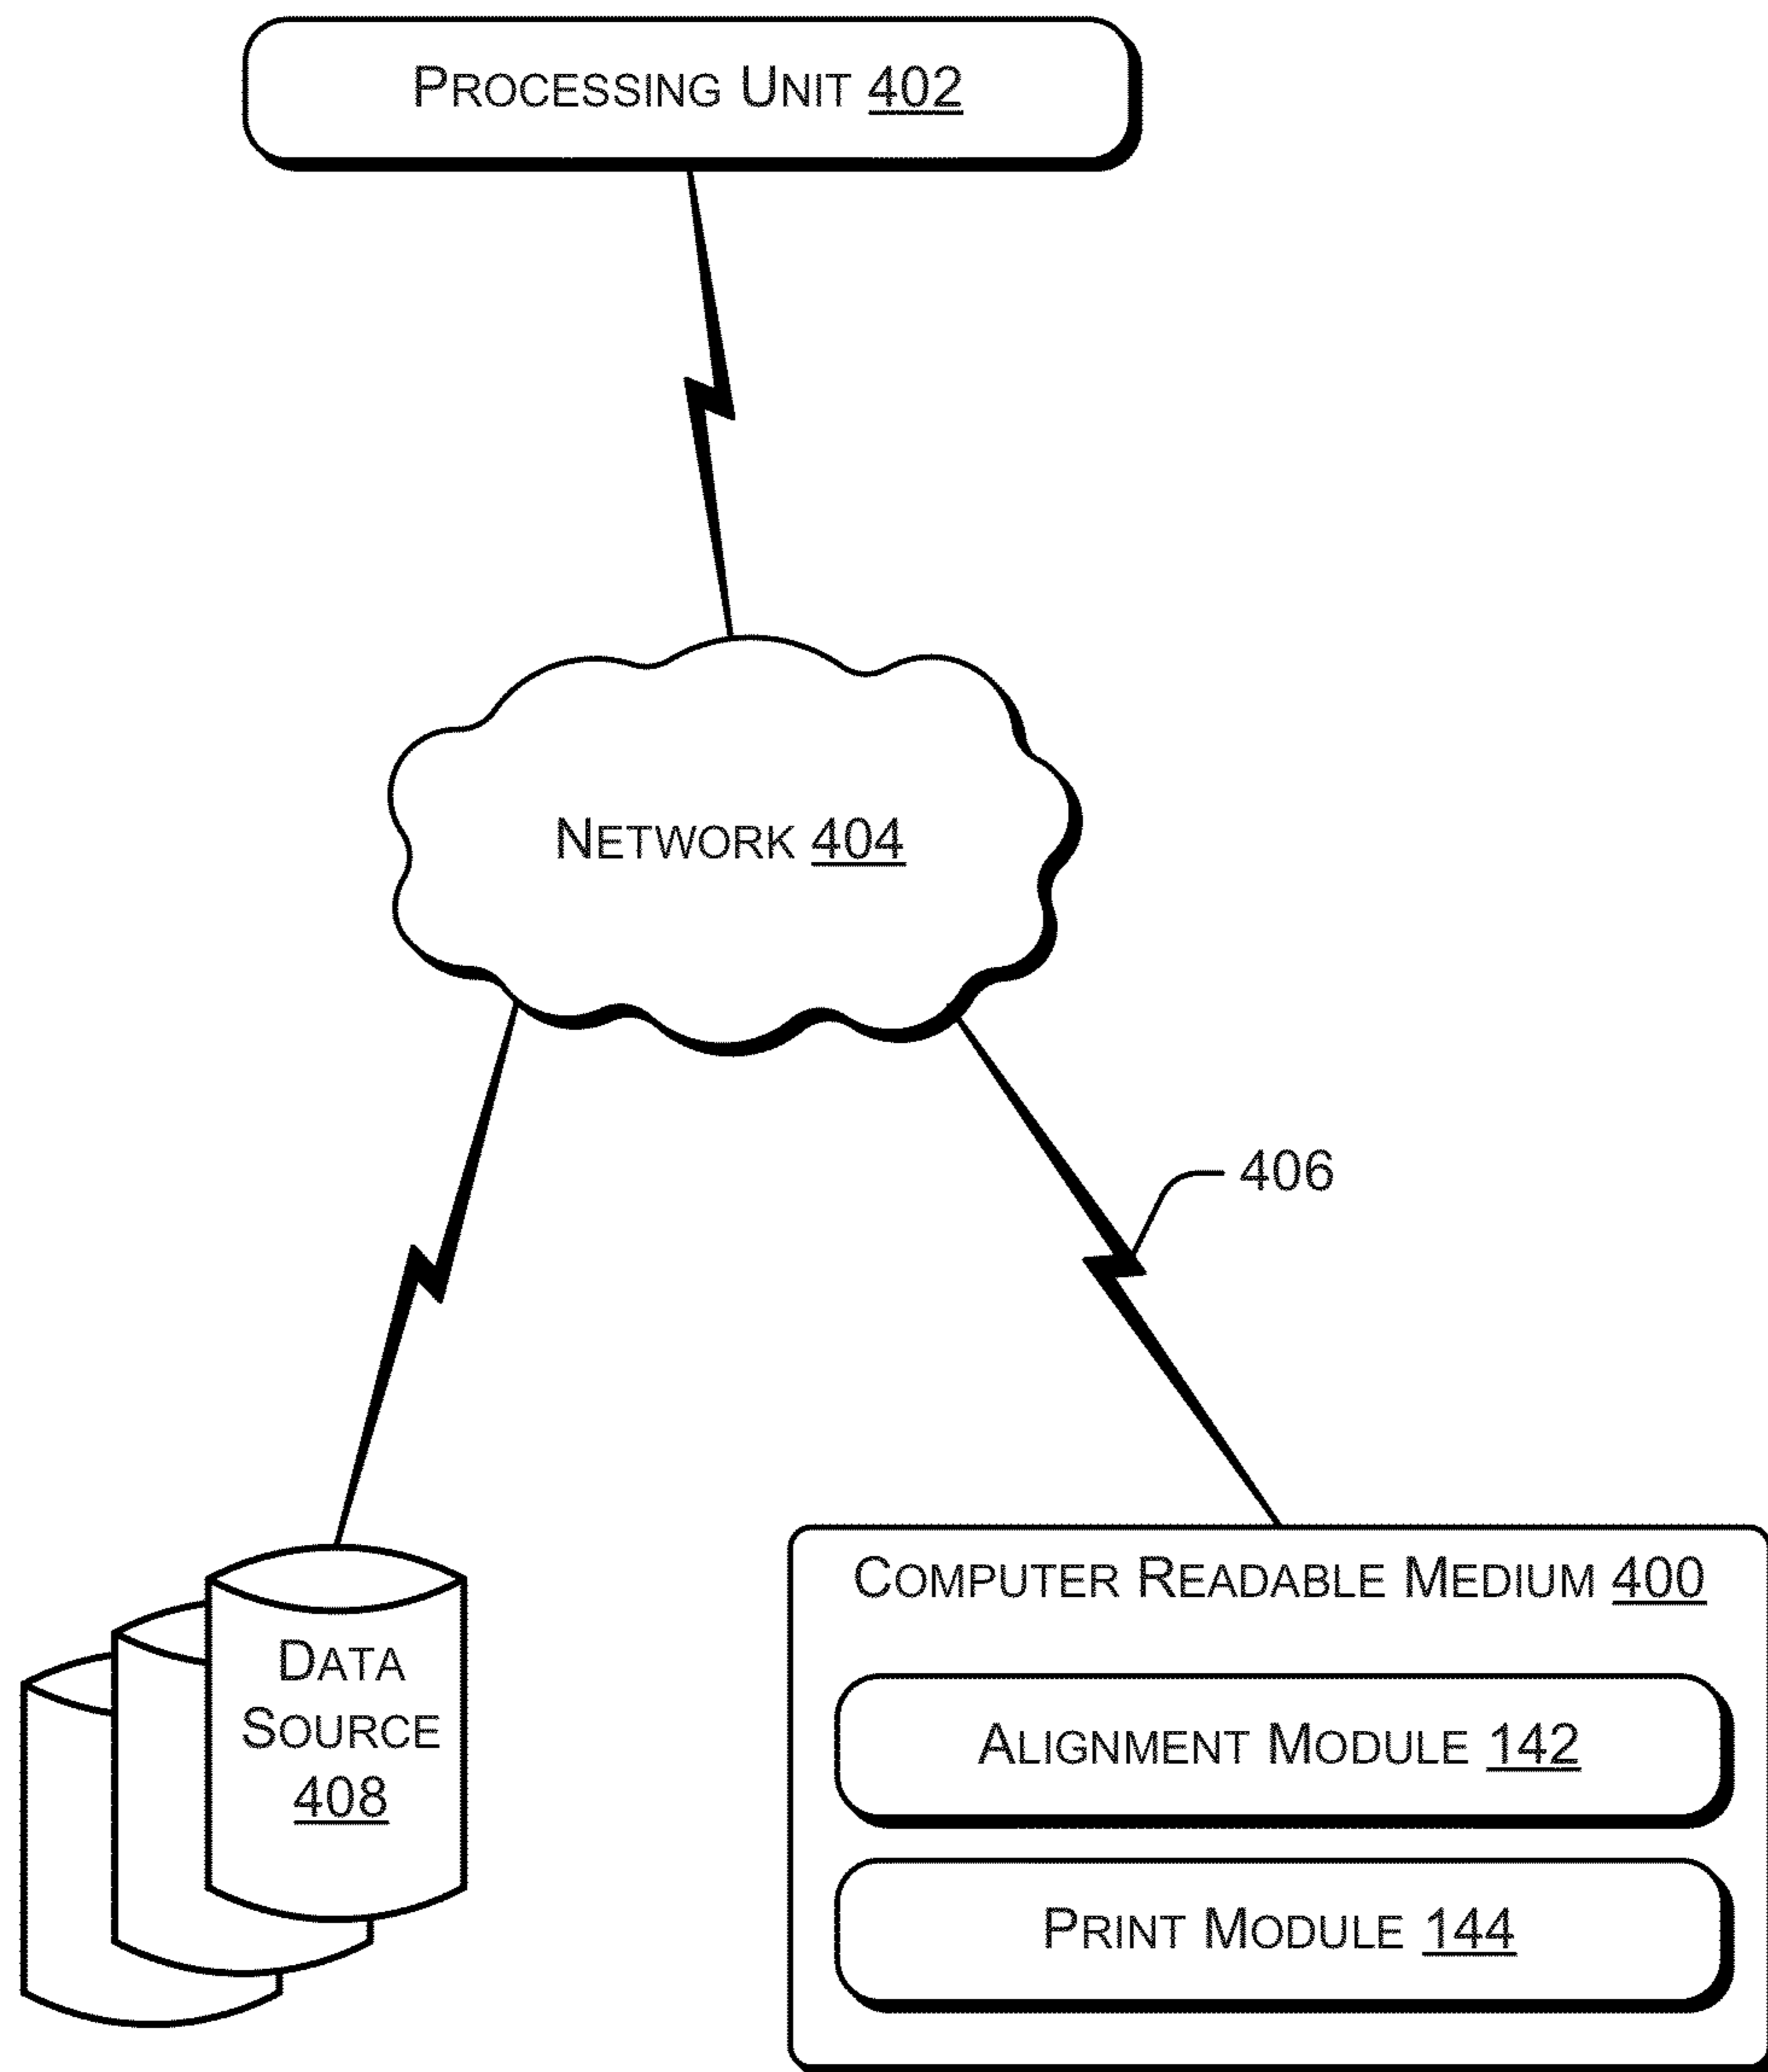 PROCESSING UNIT 402
NETWORK 404
406
COMPUTER READABLE MEDIUM 400
DATA
SOURCE
408
ALIGNMENT MODULE 142
PRINT MODULE 144